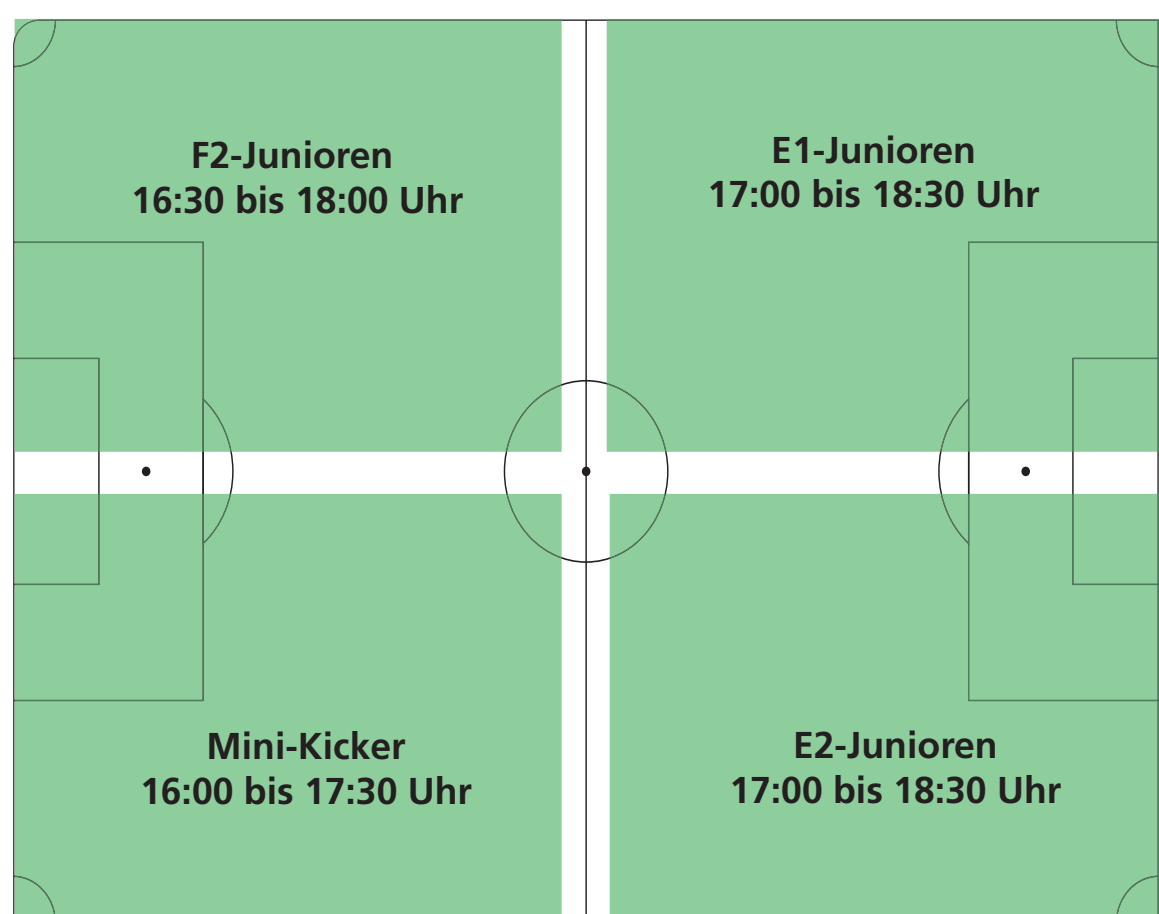 F2-Junioren
16:30 bis 18:00 Uhr
E1-Junioren
17:00 bis 18:30 Uhr
Mini-Kicker
16:00 bis 17:30 Uhr
E2-Junioren
17:00 bis 18:30 Uhr